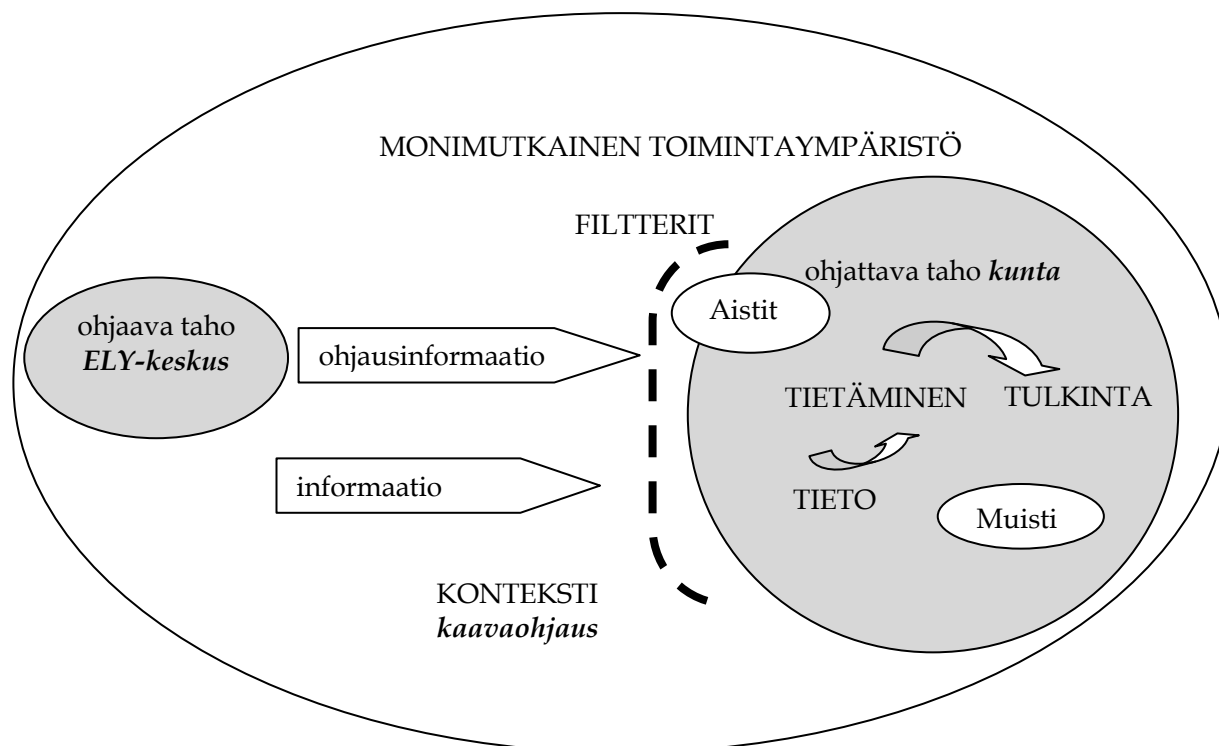 MONIMUTKAINEN TOIMINTAYMPÄRISTÖ
FILTTERIT
ohjaava taho
ELY-keskus
ohjausinformaatio
informaatio
KONTEKSTI
kaavaohjaus
ohjattava taho kunta
Aistit
TIETÄMINEN
TULKINTA
TIETO
Muisti